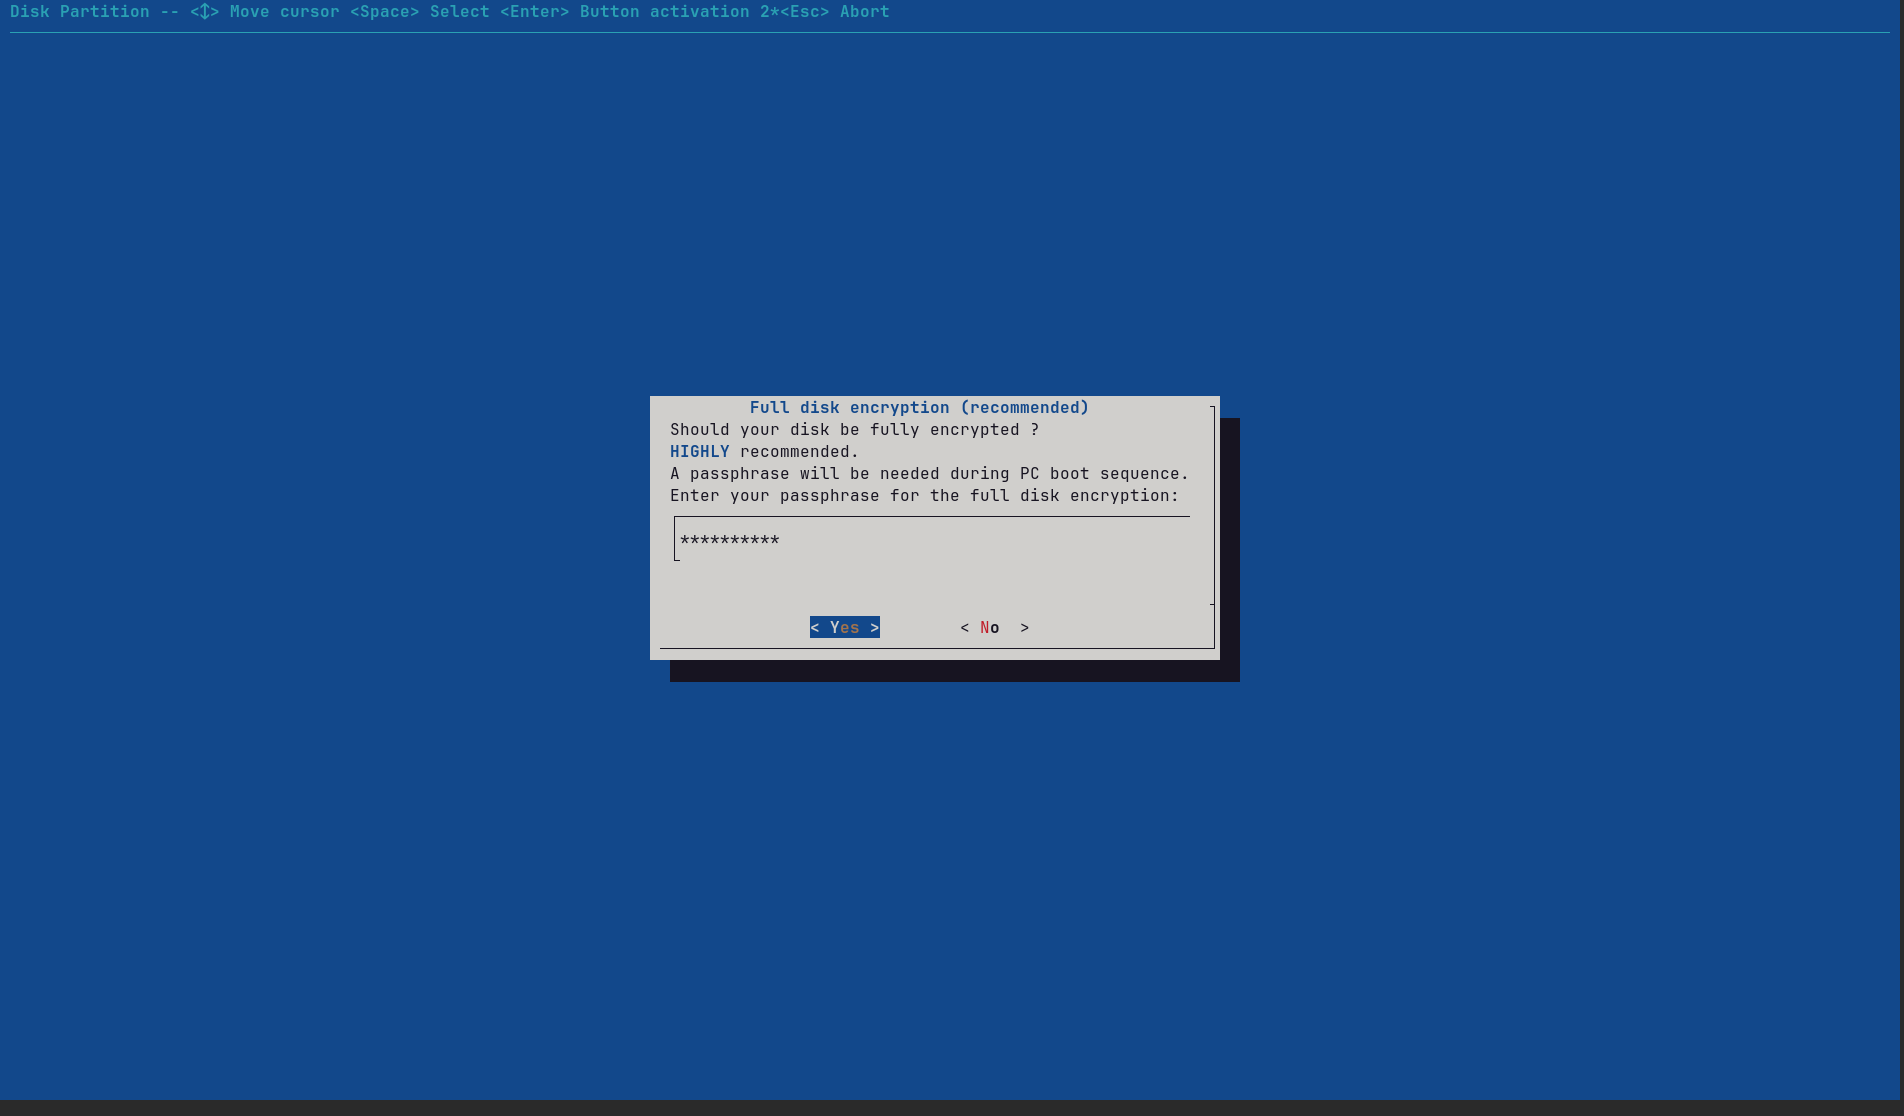 Disk Partition -- <↕> Move cursor <Space> Select <Enter> Button activation 2*<Esc> Abort
Full disk encryption (recommended)
Should your disk be fully encrypted ?
HIGHLY recommended.
A passphrase will be needed during PC boot sequence.
Enter your passphrase for the full disk encryption:
**********
< Yes > < No  >